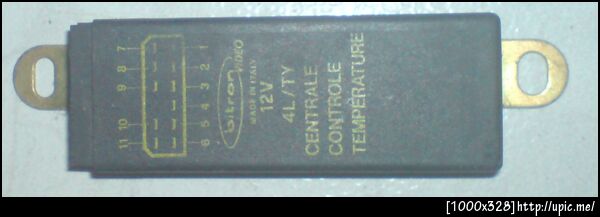 7 1
8 2
9 3
4
10 5
11 6
bitron
VIDEO
MADE IN ITALY
12V
4L/TY
CENTRALE
CONTROLE
TEMPÉRATURE
[1000x328]http://upic.me/